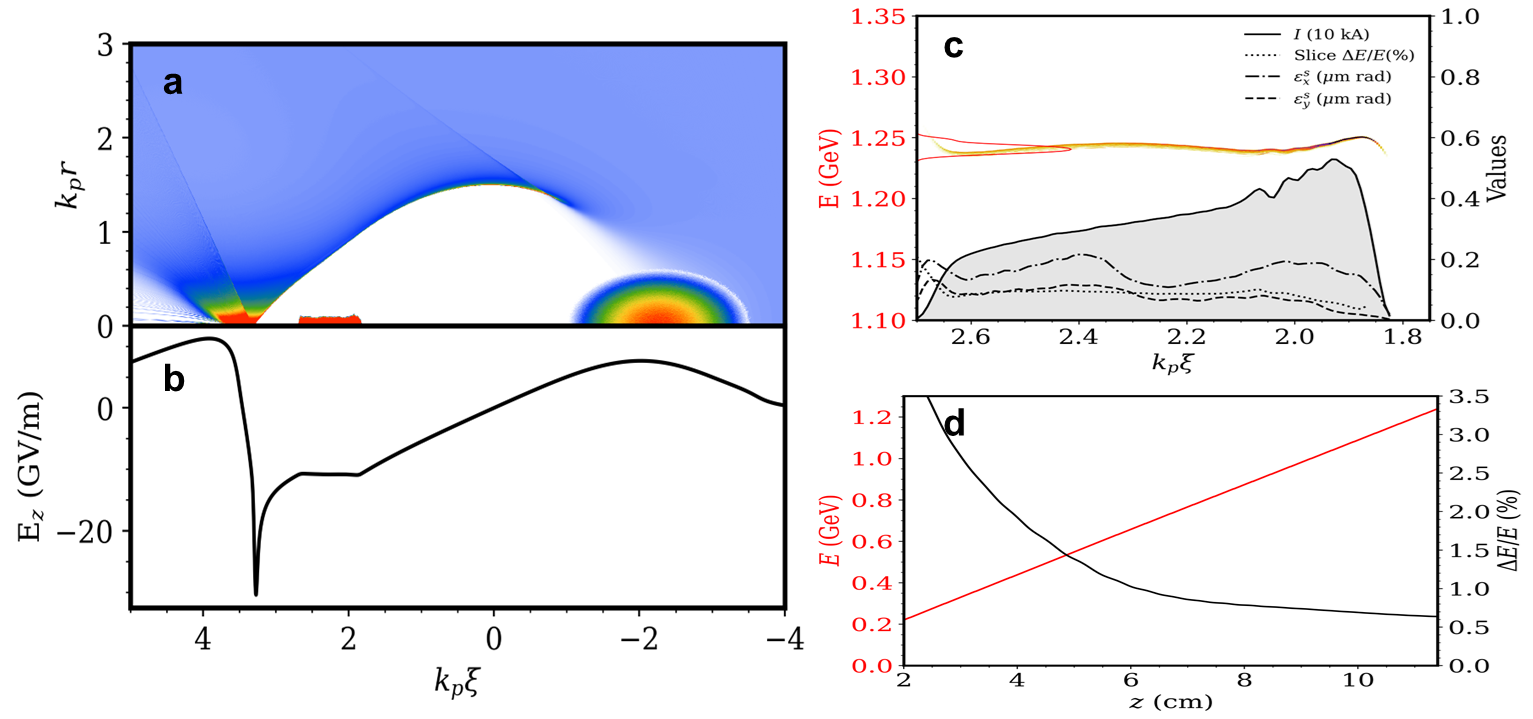 a
3
2
1
0
k_p r
b
0
−20
E_z (GV/m)
4 2 0 −2 −4
k_p ξ
c
1.35
1.30
1.25
1.20
1.15
1.10
E (GeV)
I (10 kA)
Slice ΔE/E(%)
ε_x^s (μm rad)
ε_y^s (μm rad)
1.0
0.8
0.6
0.4
0.2
0.0
Values
2.6 2.4 2.2 2.0 1.8
k_p ξ
d
1.2
1.0
0.8
0.6
0.4
0.2
0.0
E (GeV)
3.5
3.0
2.5
2.0
1.5
1.0
0.5
0.0
ΔE/E (%)
2 4 6 8 10
z (cm)